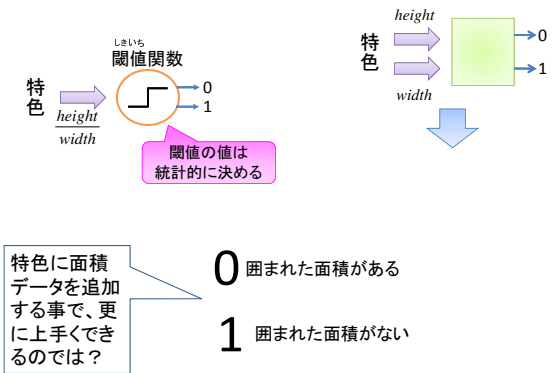 しきいち
閾値関数
特色
height
width
0
1
閾値の値は
統計的に決める
特色
height
width
0
1
特色に面積
データを追加
する事で、更
に上手くでき
るのでは？
0 囲まれた面積がある
1 囲まれた面積がない